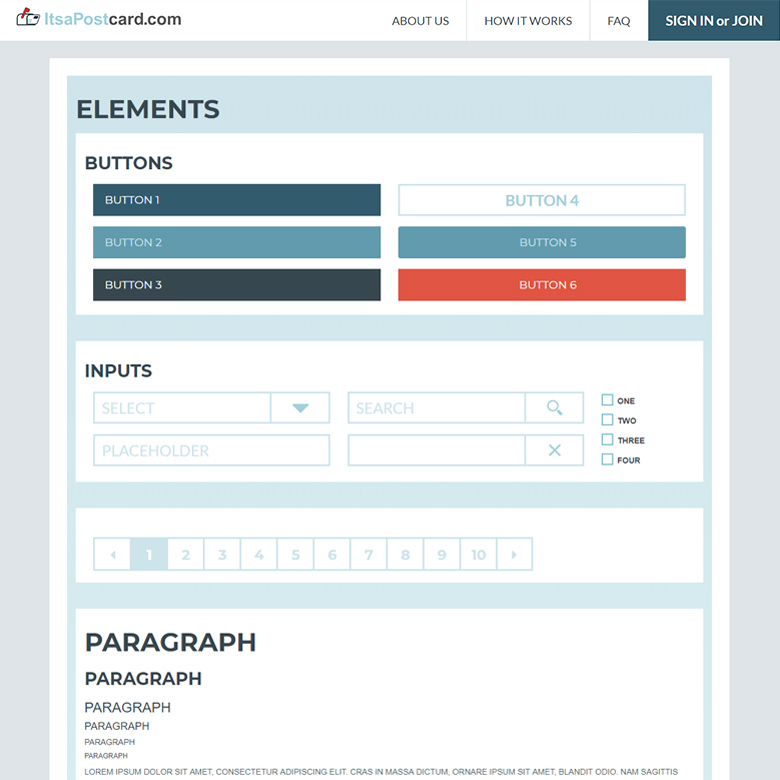 ItsaPostcard.com
ABOUT US
HOW IT WORKS
FAQ
SIGN IN or JOIN
ELEMENTS
BUTTONS
BUTTON 1
BUTTON 4
BUTTON 2
BUTTON 5
BUTTON 3
BUTTON 6
INPUTS
SELECT
SEARCH
ONE
TWO
PLACEHOLDER
THREE
FOUR
1 2 3 4 5 6 7 8 9 10
PARAGRAPH
PARAGRAPH
PARAGRAPH
PARAGRAPH
PARAGRAPH
PARAGRAPH
LOREM IPSUM DOLOR SIT AMET, CONSECTETUR ADIPISCING ELIT. CRAS IN MASSA DICTUM, ORNARE IPSUM SIT AMET, BLANDIT ODIO. NAM SAGITTIS